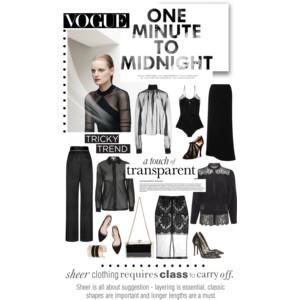 VOGUE
ONE
MINUTE
TO
MIDNIGHT
TRICKY
TREND
a touch of
transparent
sheer clothing requires class to carry off.
Sheer is all about suggestion - layering is essential, classic
shapes are important and longer lengths are a must.